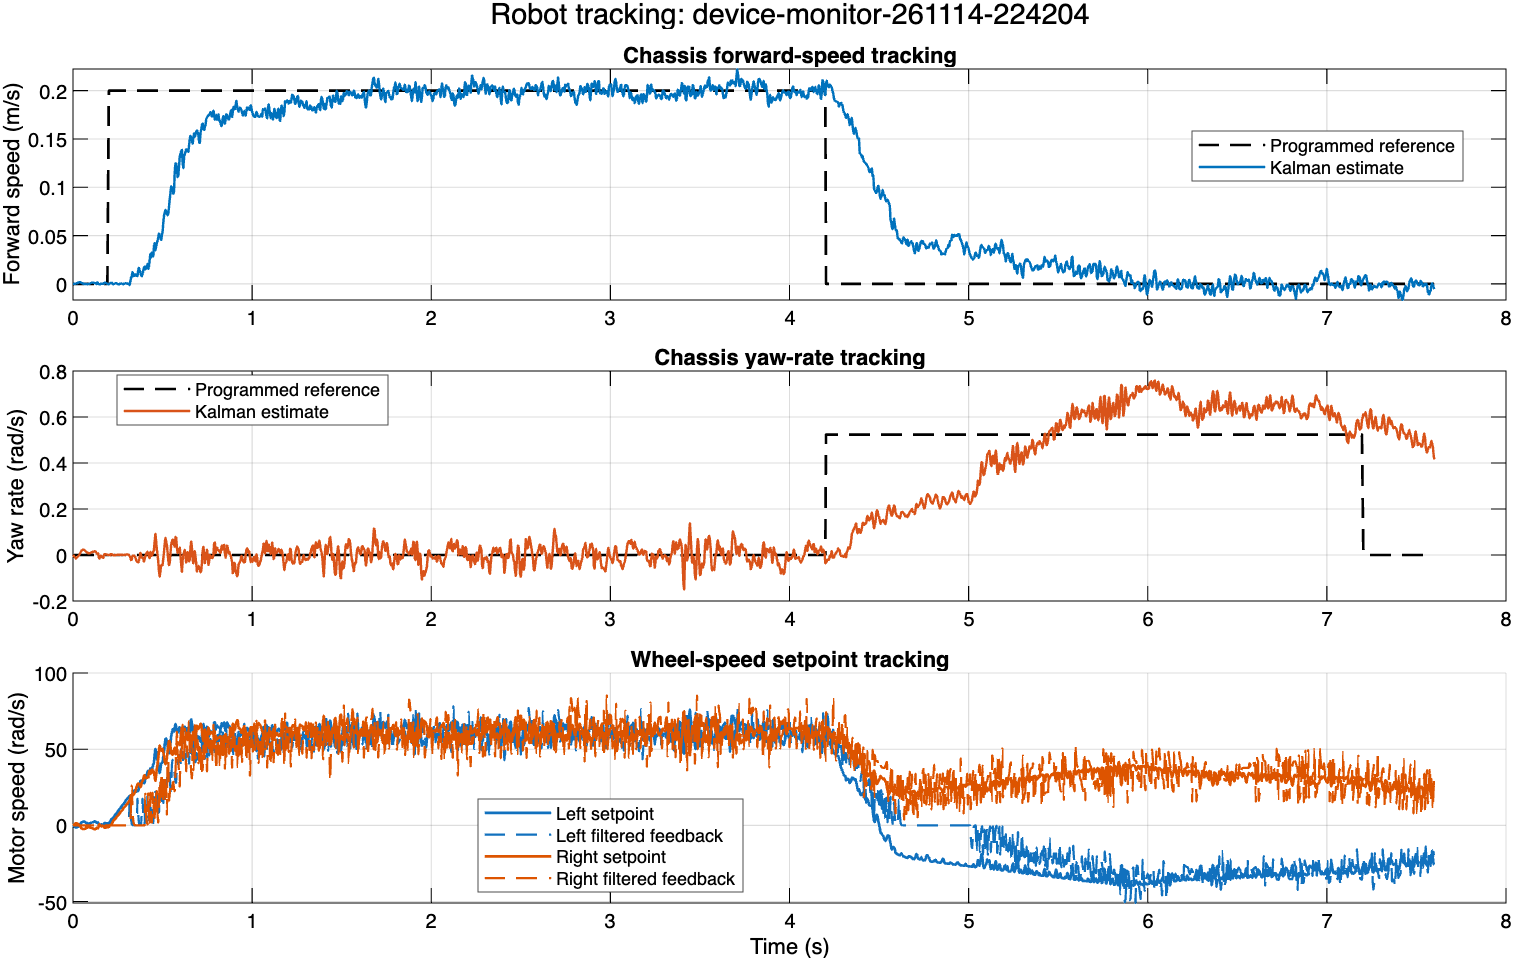 Robot tracking: device-monitor-261114-224204
Chassis forward-speed tracking
Forward speed (m/s)
0.2
0.15
0.1
0.05
0
Programmed reference
Kalman estimate
0 1 2 3 4 5 6 7 8
Chassis yaw-rate tracking
Yaw rate (rad/s)
0.8
0.6
0.4
0.2
0
-0.2
Programmed reference
Kalman estimate
0 1 2 3 4 5 6 7 8
Wheel-speed setpoint tracking
Motor speed (rad/s)
100
50
0
-50
Left setpoint
Left filtered feedback
Right setpoint
Right filtered feedback
0 1 2 3 4 5 6 7 8
Time (s)